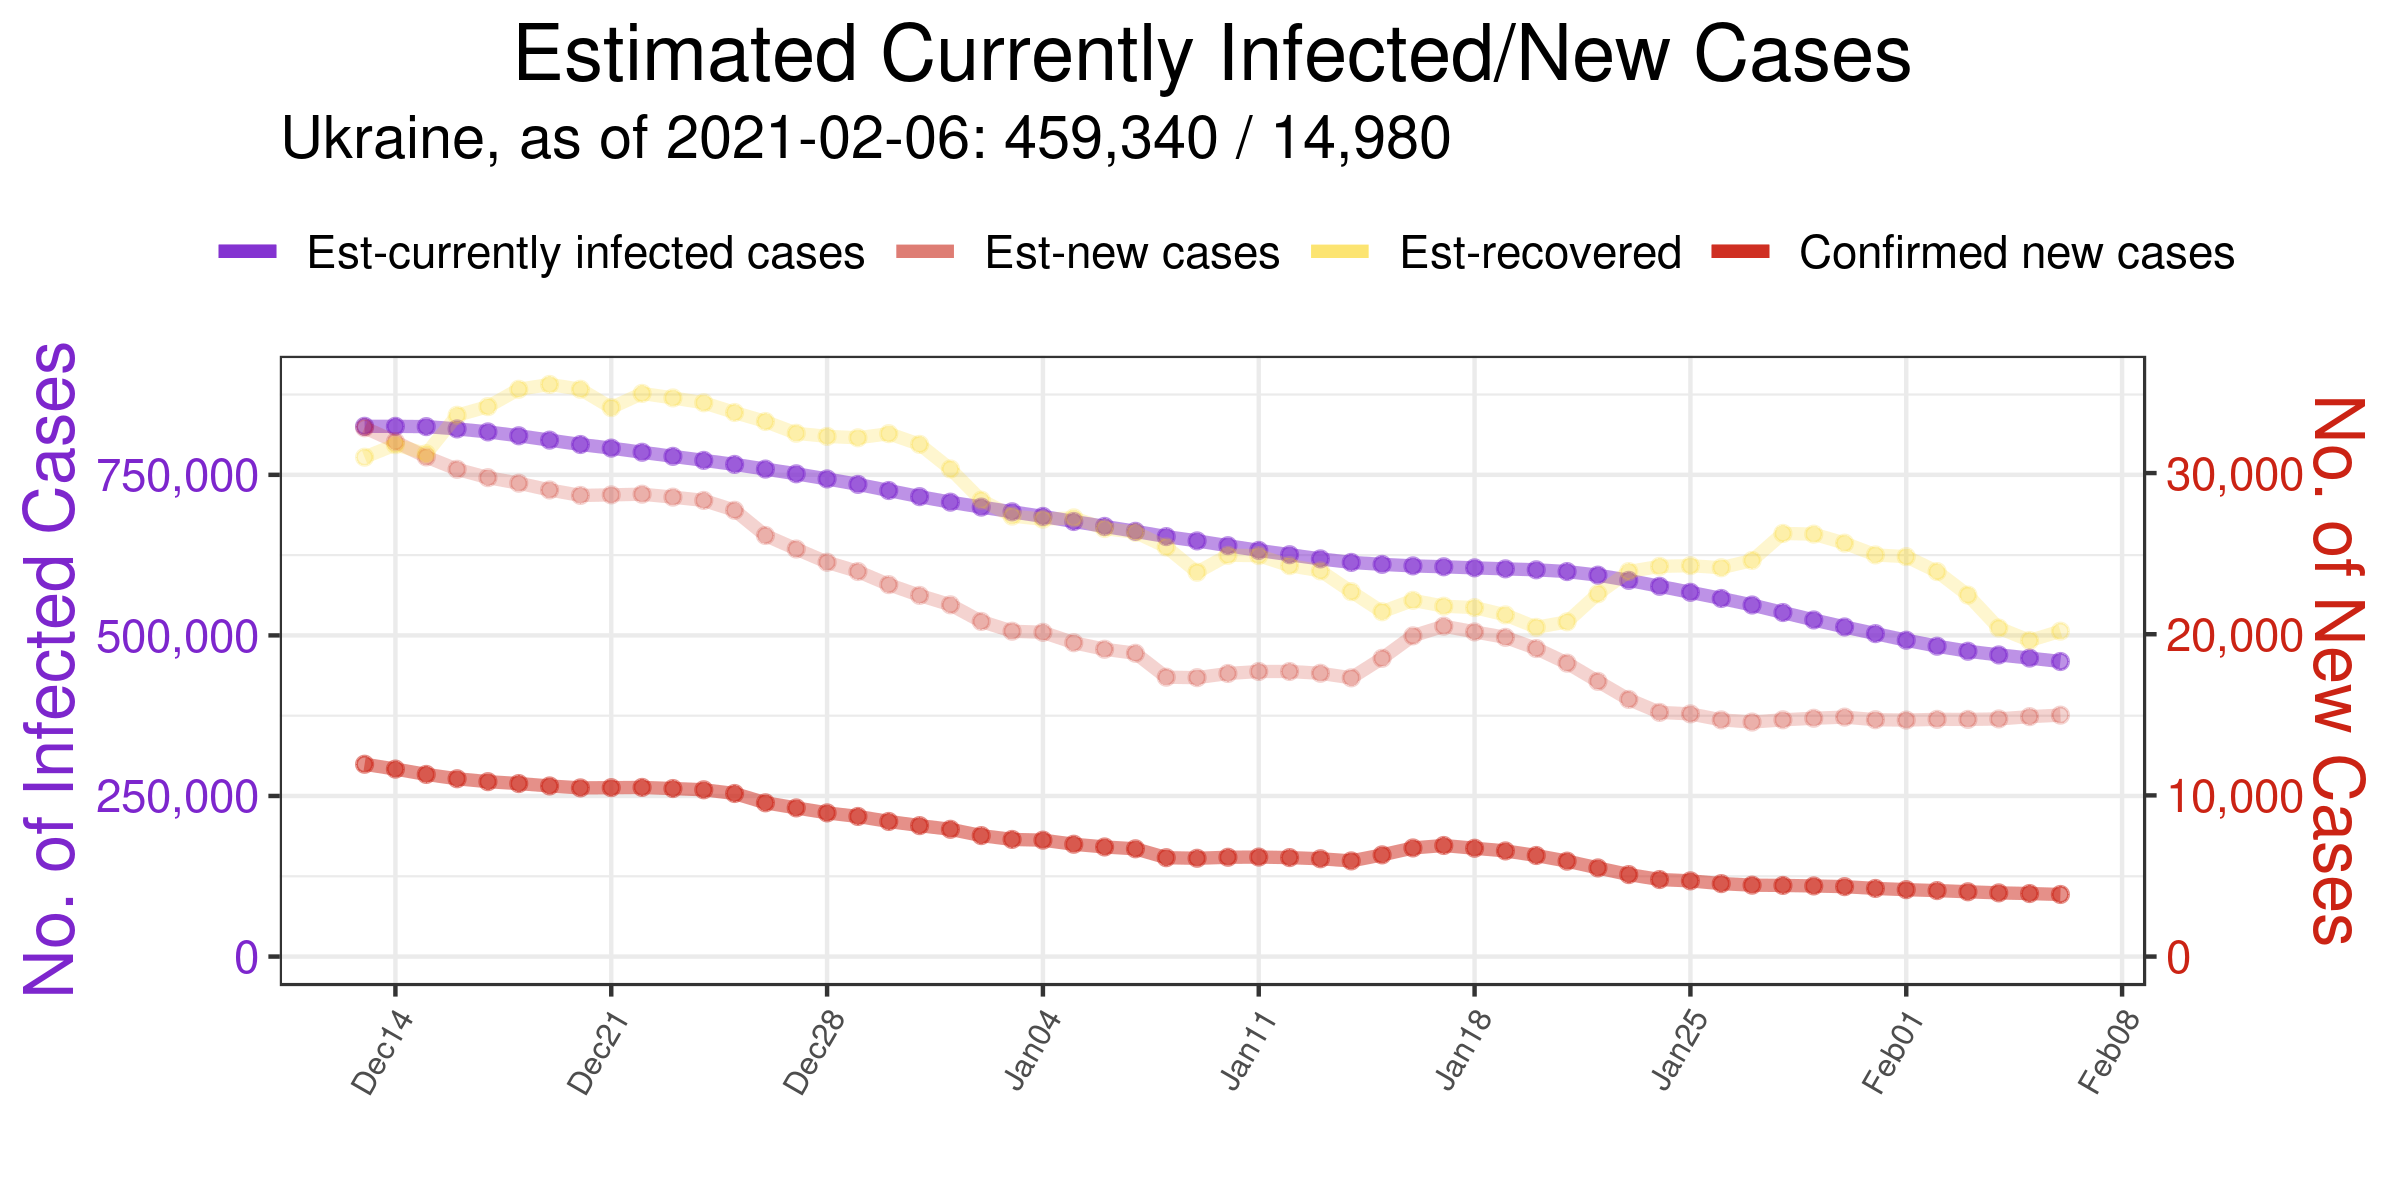 Estimated Currently Infected/New Cases
Ukraine, as of 2021-02-06: 459,340 / 14,980
Est-currently infected cases Est-new cases Est-recovered Confirmed new cases
No. of Infected Cases
750,000
500,000
250,000
0
30,000
20,000
10,000
0
No. of New Cases
Dec14 Dec21 Dec28 Jan04 Jan11 Jan18 Jan25 Feb01 Feb08